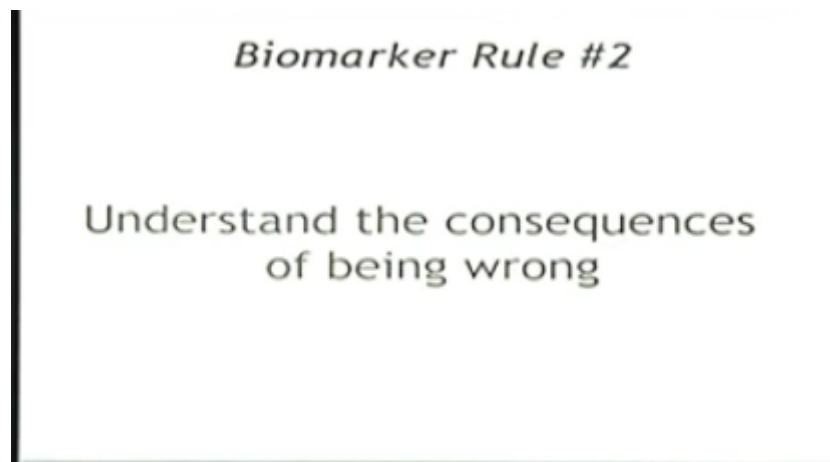 Biomarker Rule #2
Understand the consequences
of being wrong